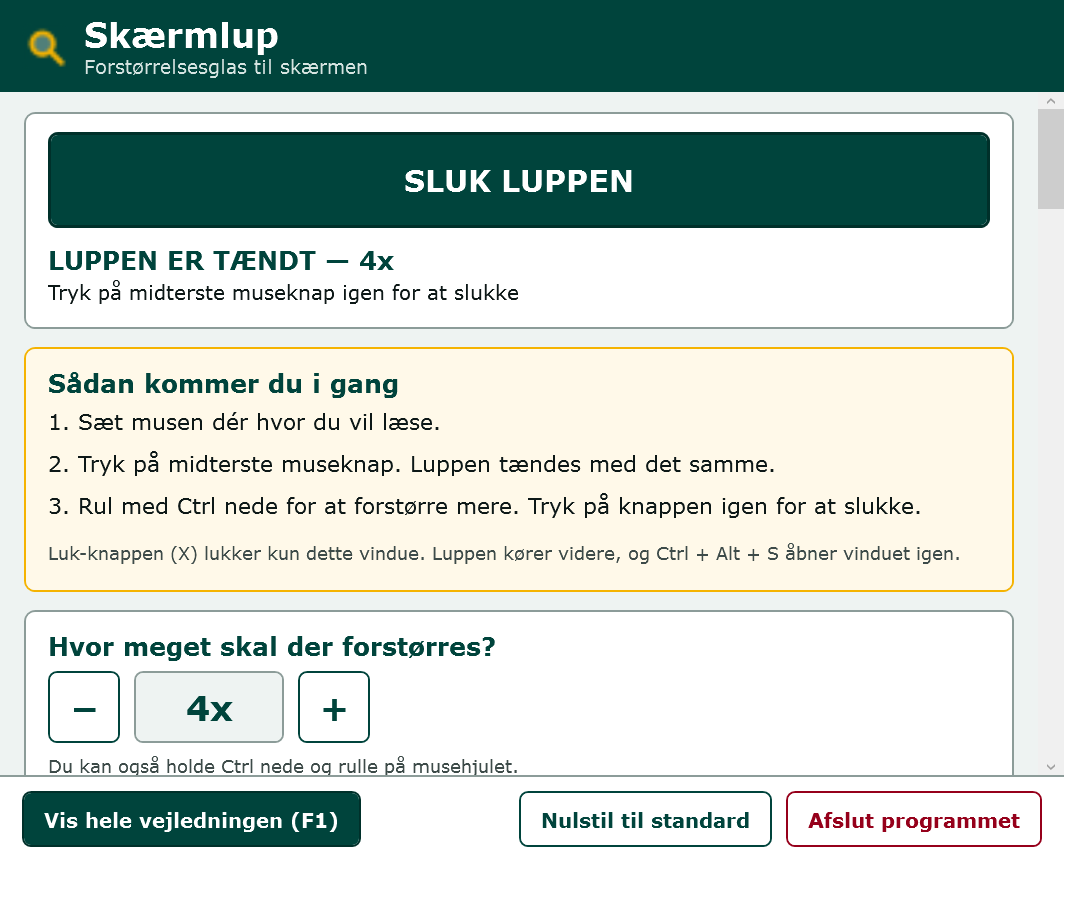 Skærmlup
Forstørrelsesglas til skærmen
SLUK LUPPEN
LUPPEN ER TÆNDT — 4x
Tryk på midterste museknap igen for at slukke
Sådan kommer du i gang
1. Sæt musen dér hvor du vil læse.
2. Tryk på midterste museknap. Luppen tændes med det samme.
3. Rul med Ctrl nede for at forstørre mere. Tryk på knappen igen for at slukke.
Luk-knappen (X) lukker kun dette vindue. Luppen kører videre, og Ctrl + Alt + S åbner vinduet igen.
Hvor meget skal der forstørres?
– 4x +
Du kan også holde Ctrl nede og rulle på musehjulet.
Vis hele vejledningen (F1) Nulstil til standard Afslut programmet